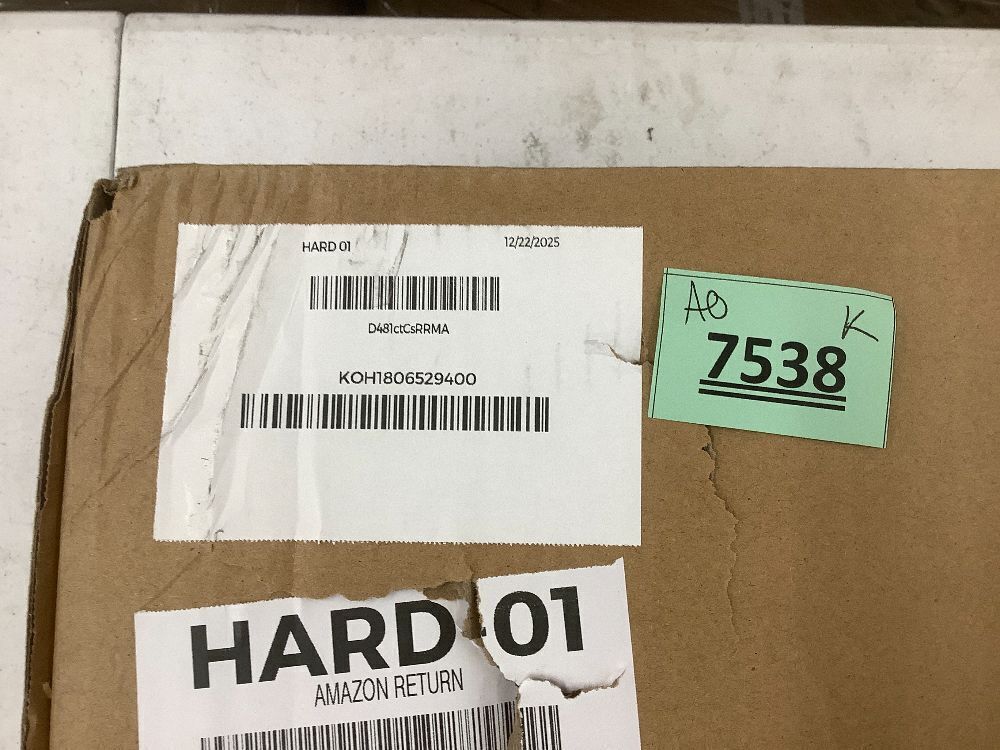 HARD 01
12/22/2025
D481ctCsRRMA
KOH1806529400
A0 K
7538
HARD-01
AMAZON RETURN